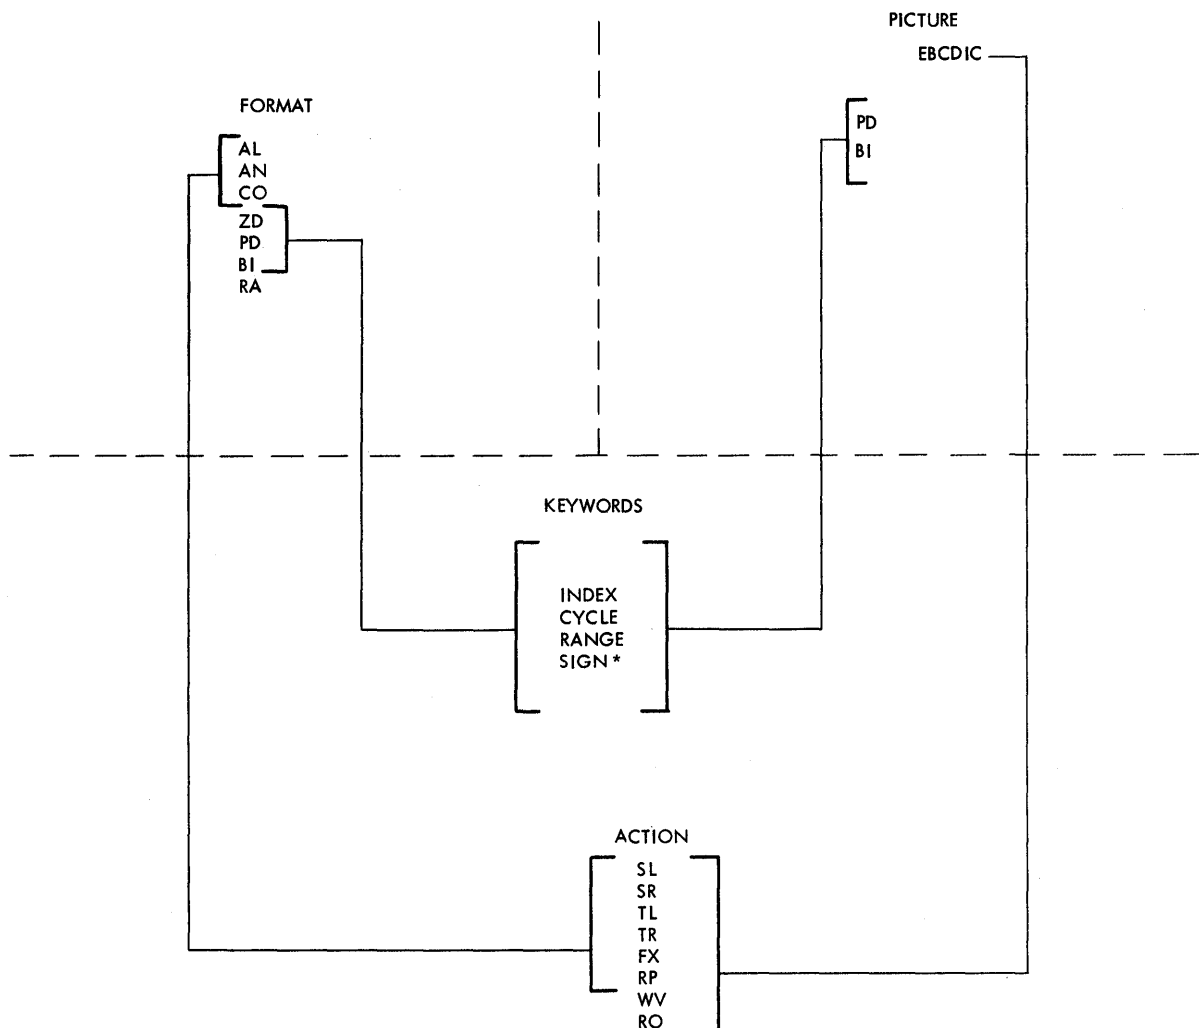 PICTURE
EBCDIC
FORMAT
AL
AN
CO
ZD
PD
BI
RA
PD
BI
KEYWORDS
INDEX
CYCLE
RANGE
SIGN *
ACTION
SL
SR
TL
TR
FX
RP
WV
RO